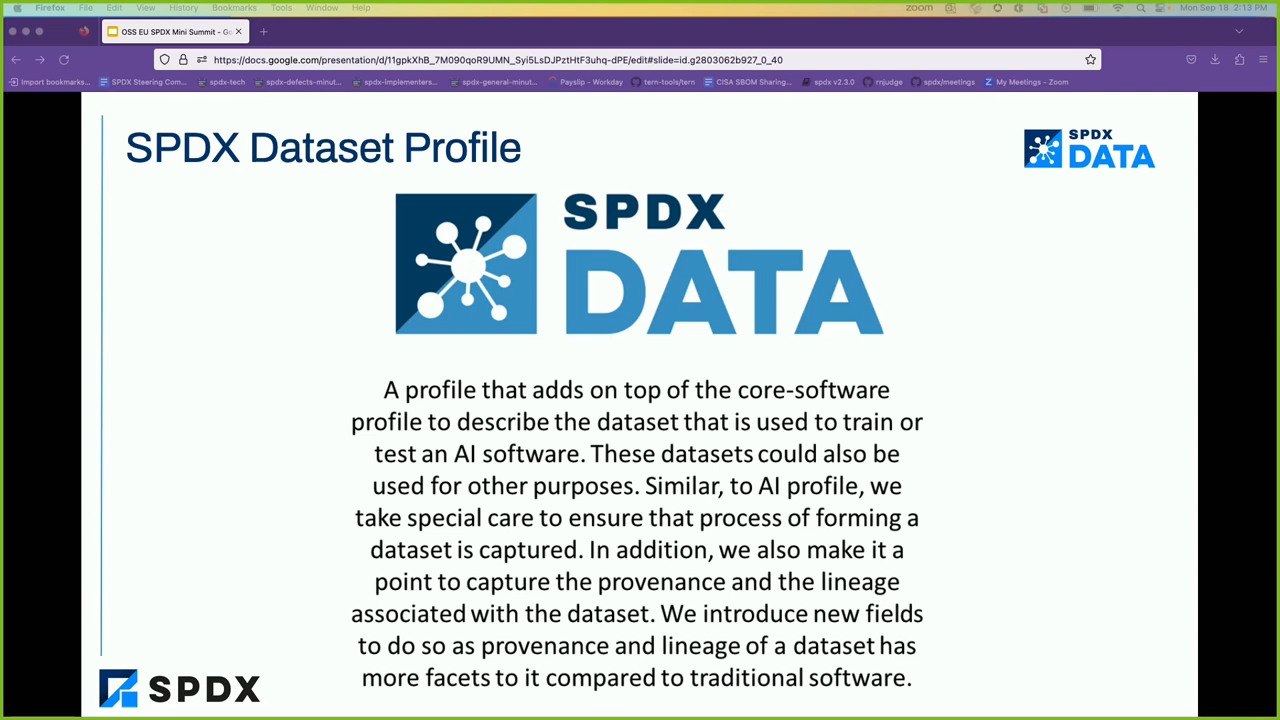 Firefox File Edit View History Bookmarks Tools Window Help zoom Mon Sep 18 2:13 PM
OSS EU SPDX Mini Summit - Go
https://docs.google.com/presentation/d/11gpkXhB_7M090qoR9UMN_Syi5LsDJPztHtF3uhq-dPE/edit#slide=id.g2803062b927_0_40
Import bookmarks... SPDX Steering Com... spdx-tech spdx-defects-minut... spdx-implementers... spdx-general-minut... Payslip - Workday tern-tools/tern CISA SBOM Sharing... spdx v2.3.0 rnjudge spdx/meetings My Meetings - Zoom
SPDX Dataset Profile
SPDX
DATA
SPDX
DATA
A profile that adds on top of the core-software
profile to describe the dataset that is used to train or
test an AI software. These datasets could also be
used for other purposes. Similar, to AI profile, we
take special care to ensure that process of forming a
dataset is captured. In addition, we also make it a
point to capture the provenance and the lineage
associated with the dataset. We introduce new fields
to do so as provenance and lineage of a dataset has
more facets to it compared to traditional software.
SPDX